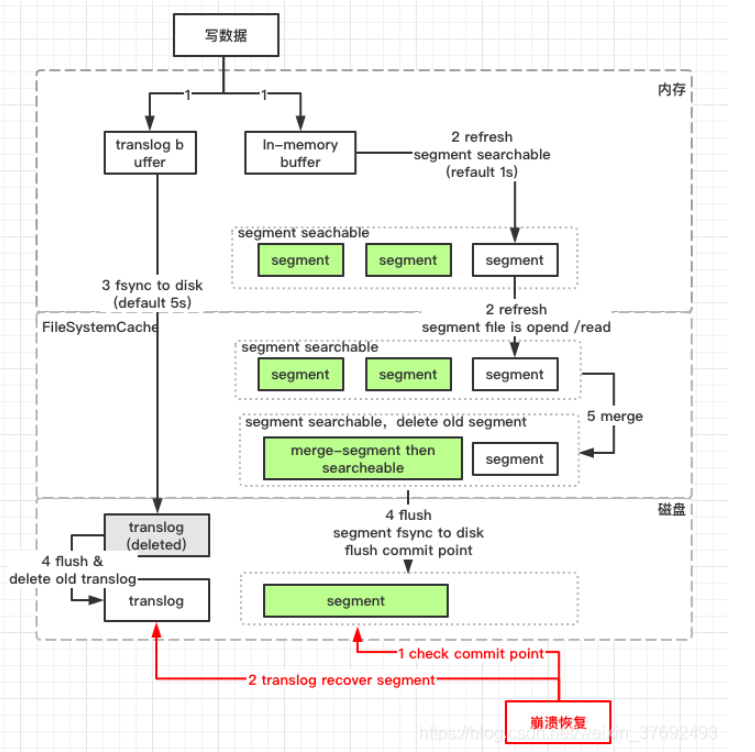 写数据
内存
1
1
translog b
uffer
In-memory
buffer
2 refresh
segment searchable
(refault 1s)
segment seachable
segment
segment
segment
3 fsync to disk
(default 5s)
2 refresh
segment file is opend /read
FileSystemCache
segment searchable
segment
segment
segment
5 merge
segment searchable, delete old segment
merge-segment then
searcheable
segment
磁盘
translog
(deleted)
4 flush
segment fsync to disk
flush commit point
4 flush &
delete old translog
translog
segment
1 check commit point
2 translog recover segment
崩溃恢复
https://blog.csdn.net/weixin_37692493